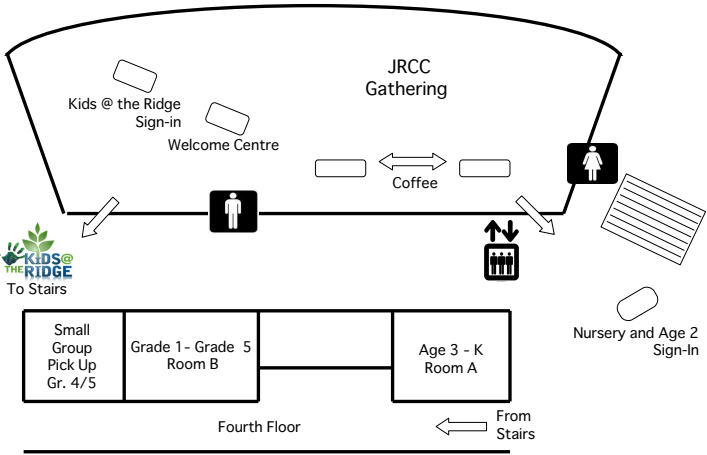 JRCC
Gathering
Kids @ the Ridge
Sign-in
Welcome Centre
Coffee
KIDS@
THE RIDGE
To Stairs
Nursery and Age 2
Sign-In
Small
Group
Pick Up
Gr. 4/5
Grade 1- Grade 5
Room B
Age 3 - K
Room A
Fourth Floor
From
Stairs